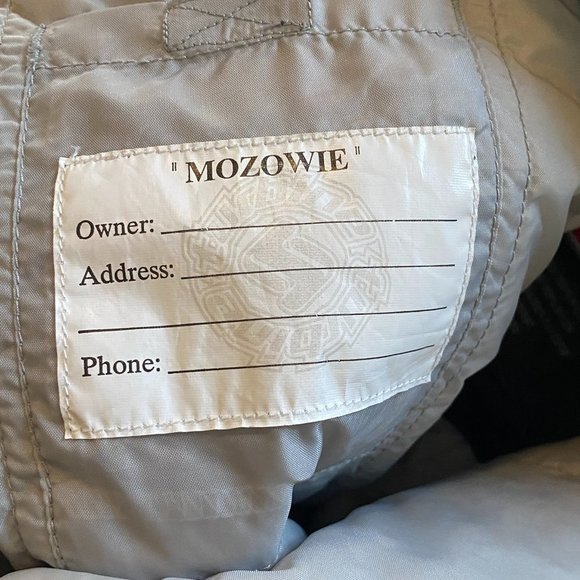 " MOZOWIE "
Owner:
Address:
Phone: